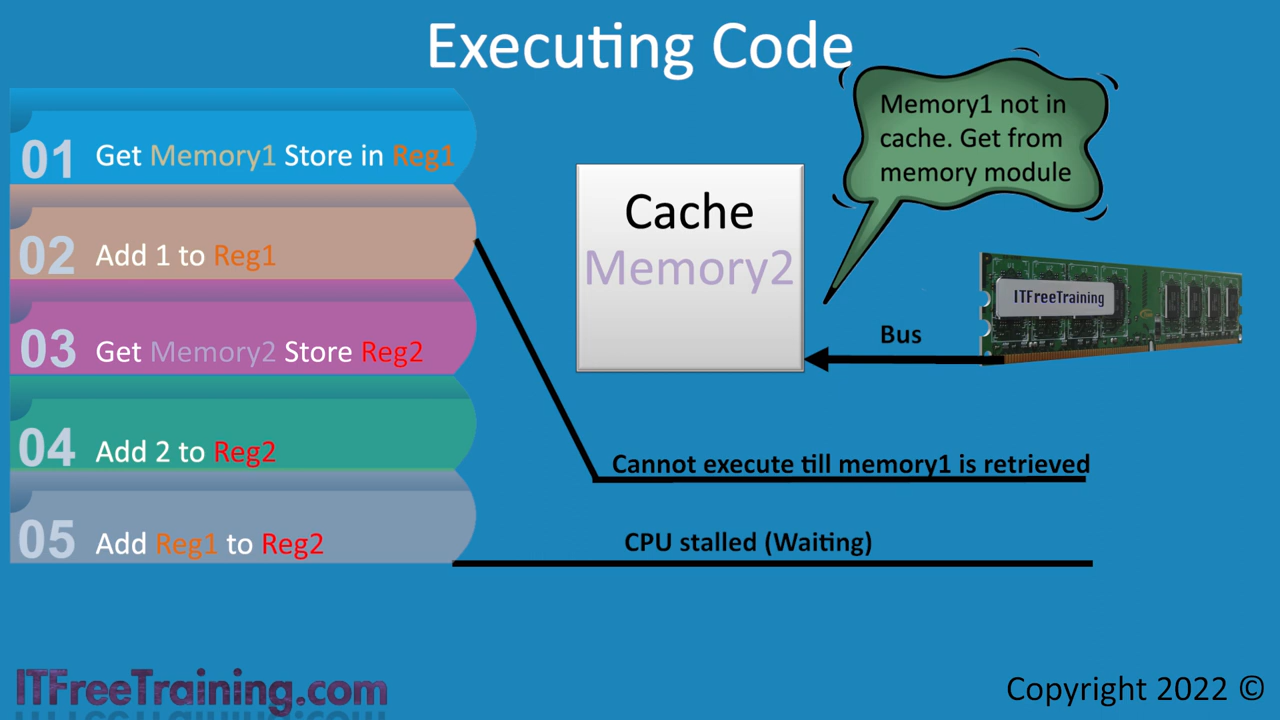 Executing Code
01 Get Memory1 Store in Reg1
02 Add 1 to Reg1
03 Get Memory2 Store Reg2
04 Add 2 to Reg2
05 Add Reg1 to Reg2
Cache
Memory2
Memory1 not in
cache. Get from
memory module
ITFreeTraining
Bus
Cannot execute till memory1 is retrieved
CPU stalled (Waiting)
ITFreeTraining.com
Copyright 2022 ©